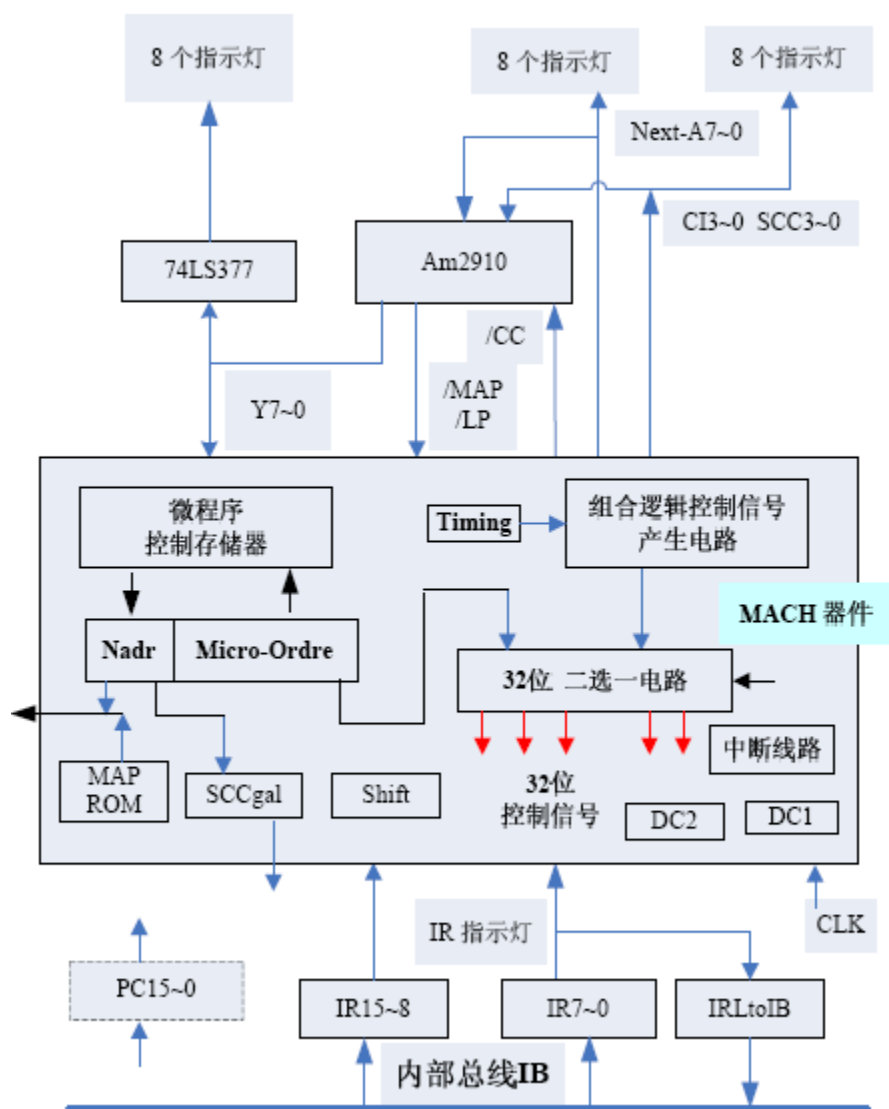 8 个指示灯
8 个指示灯
8 个指示灯
Next-A7~0
CI3~0 SCC3~0
74LS377
Am2910
/CC
Y7~0
/MAP
/LP
微程序
控制存储器
Timing
组合逻辑控制信号
产生电路
MACH 器件
Nadr
Micro-Ordre
32位 二选一电路
中断线路
MAP
ROM
SCCgal
Shift
32位
控制信号
DC2
DC1
IR 指示灯
CLK
PC15~0
IR15~8
IR7~0
IRLtoIB
内部总线IB